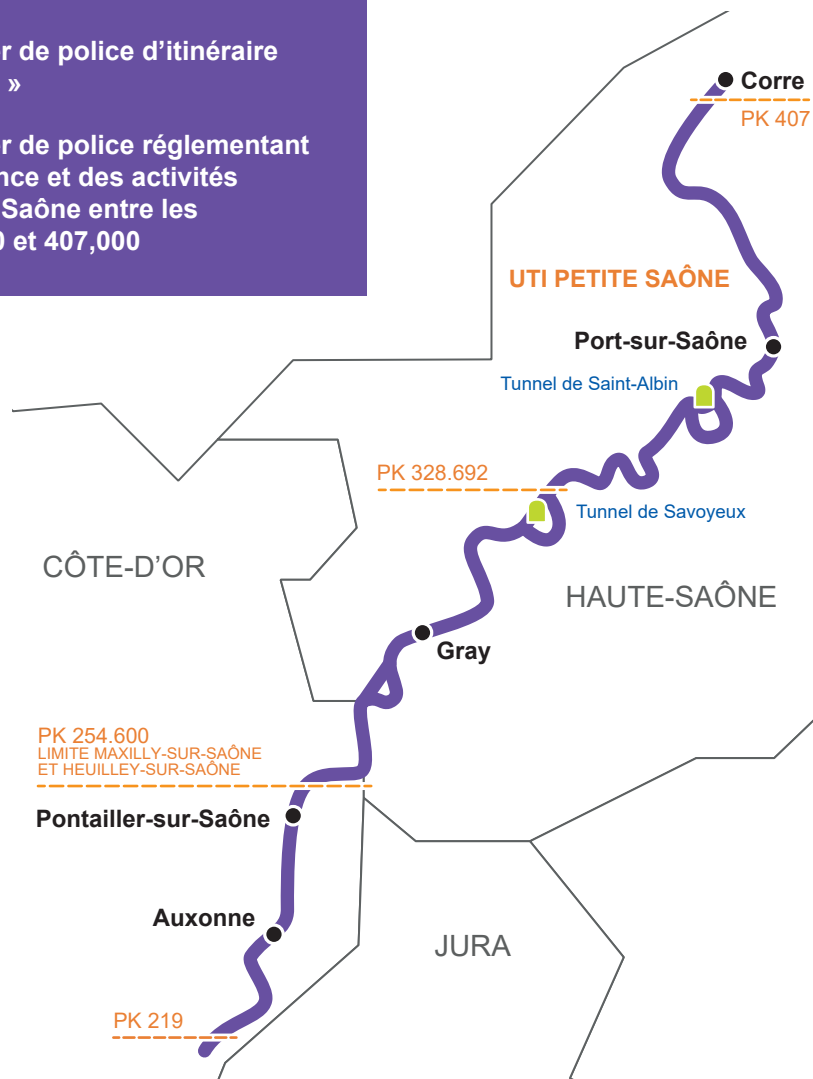 er de police d'itinéraire
»
er de police réglementant
nce et des activités
Saône entre les
0 et 407,000
Corre
PK 407
UTI PETITE SAÔNE
Port-sur-Saône
Tunnel de Saint-Albin
PK 328.692
Tunnel de Savoyeux
CÔTE-D'OR
HAUTE-SAÔNE
Gray
PK 254.600
LIMITE MAXILLY-SUR-SAÔNE
ET HEUILLEY-SUR-SAÔNE
Pontailler-sur-Saône
Auxonne
JURA
PK 219